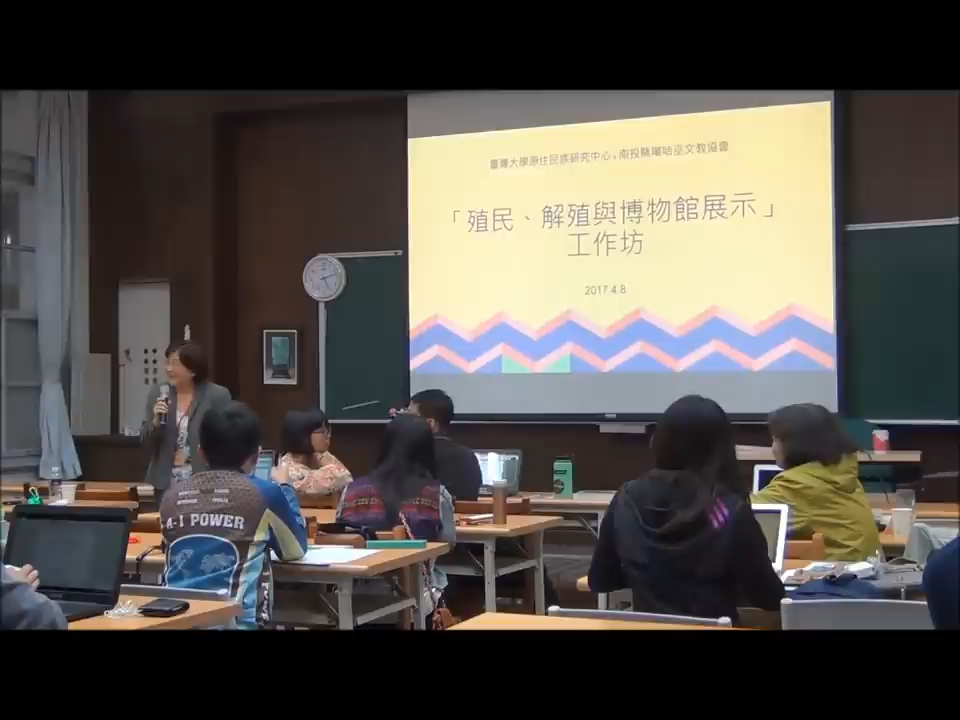 臺灣大學原住民族研究中心，南投縣噶哈巫文教協會
「殖民、解殖與博物館展示」
工作坊
2017.4.8.
A-1 POWER